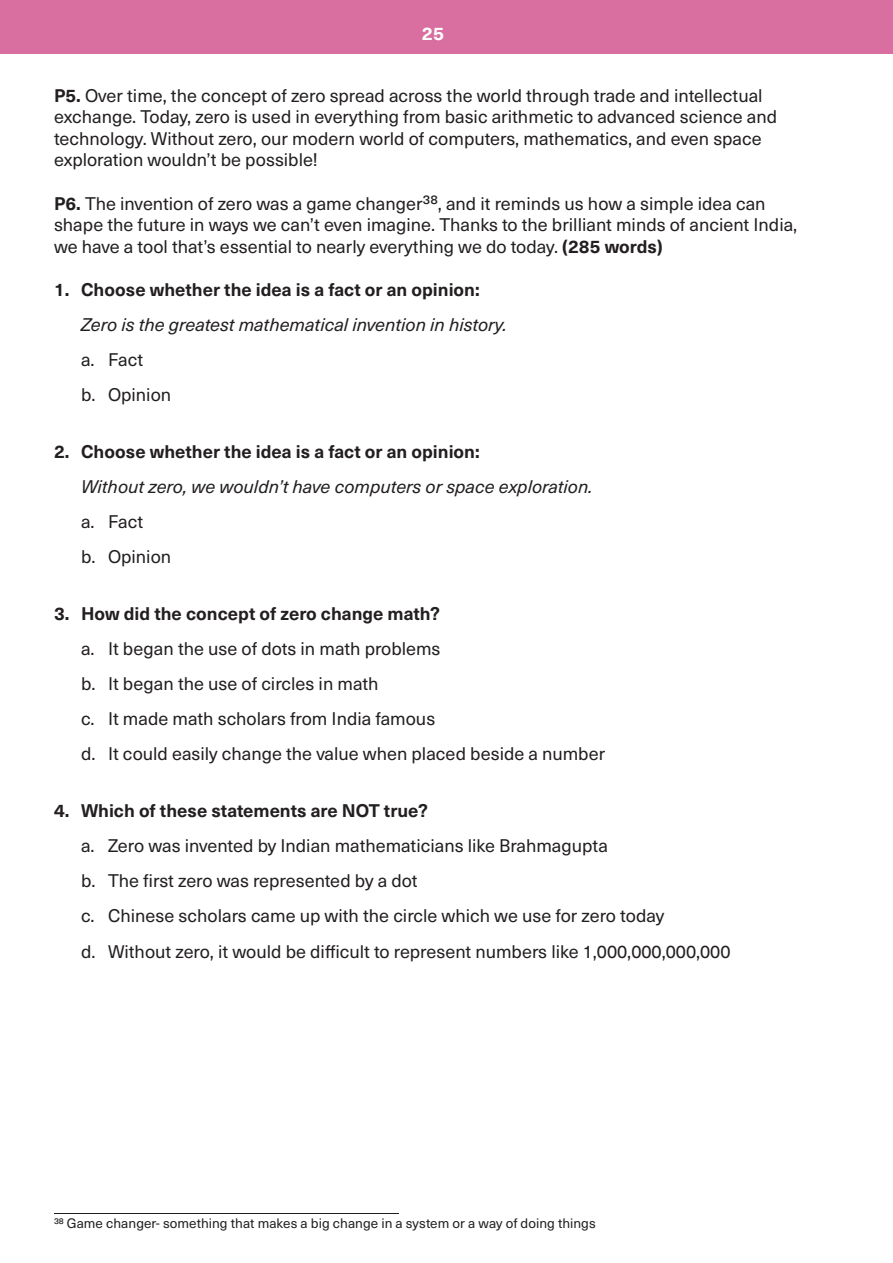 25
P5. Over time, the concept of zero spread across the world through trade and intellectual
exchange. Today, zero is used in everything from basic arithmetic to advanced science and
technology. Without zero, our modern world of computers, mathematics, and even space
exploration wouldn’t be possible!
P6. The invention of zero was a game changer³⁸, and it reminds us how a simple idea can
shape the future in ways we can’t even imagine. Thanks to the brilliant minds of ancient India,
we have a tool that’s essential to nearly everything we do today. (285 words)
1. Choose whether the idea is a fact or an opinion:
Zero is the greatest mathematical invention in history.
a. Fact
b. Opinion
2. Choose whether the idea is a fact or an opinion:
Without zero, we wouldn’t have computers or space exploration.
a. Fact
b. Opinion
3. How did the concept of zero change math?
a. It began the use of dots in math problems
b. It began the use of circles in math
c. It made math scholars from India famous
d. It could easily change the value when placed beside a number
4. Which of these statements are NOT true?
a. Zero was invented by Indian mathematicians like Brahmagupta
b. The first zero was represented by a dot
c. Chinese scholars came up with the circle which we use for zero today
d. Without zero, it would be difficult to represent numbers like 1,000,000,000,000
³⁸ Game changer- something that makes a big change in a system or a way of doing things